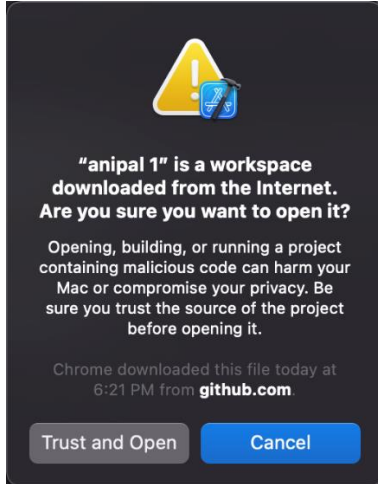 “anipal 1” is a workspace
downloaded from the Internet.
Are you sure you want to open it?
Opening, building, or running a project
containing malicious code can harm your
Mac or compromise your privacy. Be
sure you trust the source of the project
before opening it.
Chrome downloaded this file today at
6:21 PM from github.com.
Trust and Open
Cancel